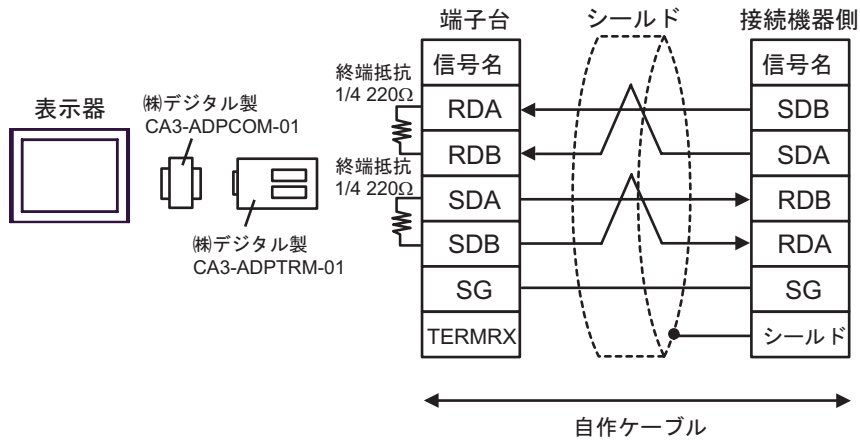 表示器
㈱デジタル製
CA3-ADPCOM-01
㈱デジタル製
CA3-ADPTRM-01
終端抵抗
1/4 220Ω
終端抵抗
1/4 220Ω
端子台
シールド
接続機器側
信号名
信号名
RDA
SDB
RDB
SDA
SDA
RDB
SDB
RDA
SG
SG
TERMRX
シールド
自作ケーブル